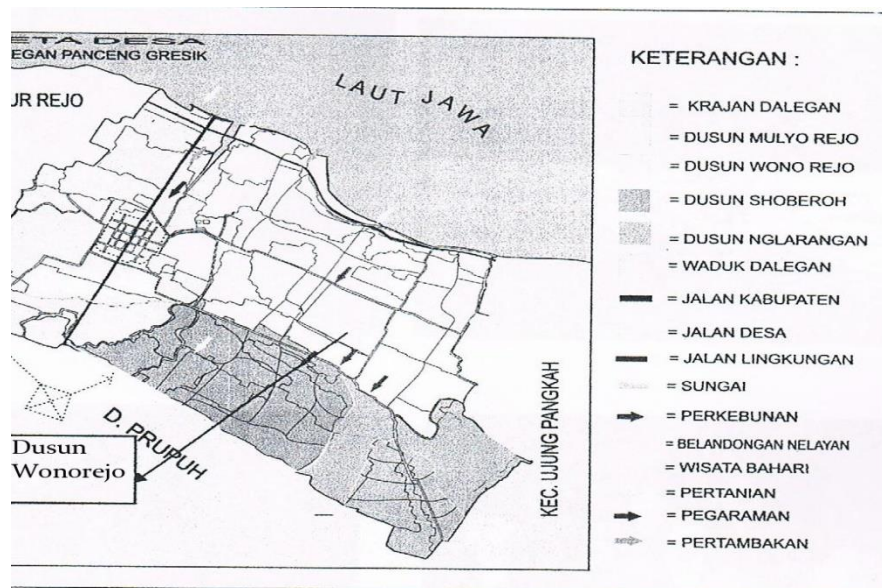 ETA DESA
EGAN PANCENG GRESIK
LAUT JAWA
UR REJO
D. PRUPUH
Dusun
Wonorejo
KEC. UJUNG PANGKAH
KETERANGAN :
= KRAJAN DALEGAN
= DUSUN MULYO REJO
= DUSUN WONO REJO
= DUSUN SHOBEROH
= DUSUN NGLARANGAN
= WADUK DALEGAN
= JALAN KABUPATEN
= JALAN DESA
= JALAN LINGKUNGAN
= SUNGAI
= PERKEBUNAN
= BELANDONGAN NELAYAN
= WISATA BAHARI
= PERTANIAN
= PEGARAMAN
= PERTAMBAKAN